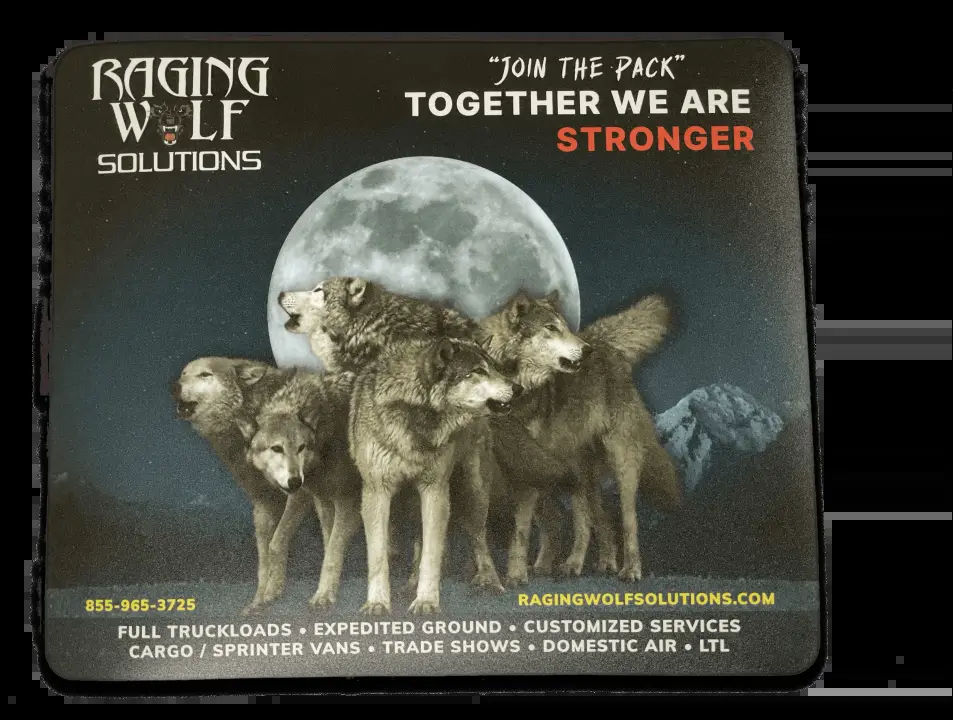 RAGING
WOLF
SOLUTIONS
“JOIN THE PACK”
TOGETHER WE ARE
STRONGER
855-965-3725
RAGINGWOLFSOLUTIONS.COM
FULL TRUCKLOADS • EXPEDITED GROUND • CUSTOMIZED SERVICES
CARGO / SPRINTER VANS • TRADE SHOWS • DOMESTIC AIR • LTL